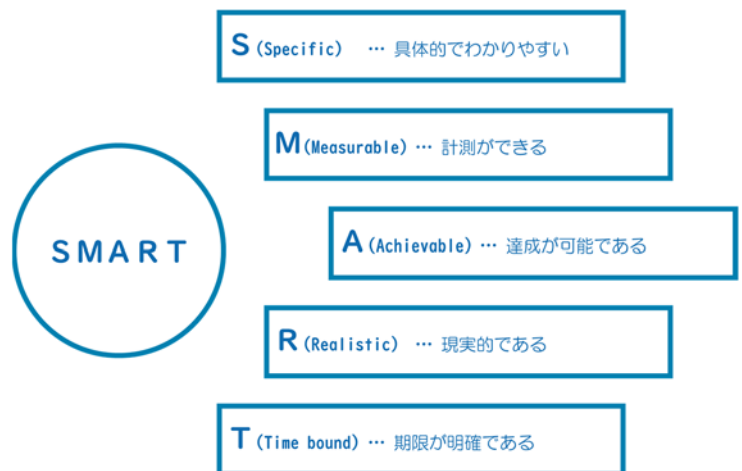 S (Specific) … 具体的でわかりやすい
M (Measurable) … 計測ができる
SMART
A (Achievable) … 達成が可能である
R (Realistic) … 現実的である
T (Time bound) … 期限が明確である